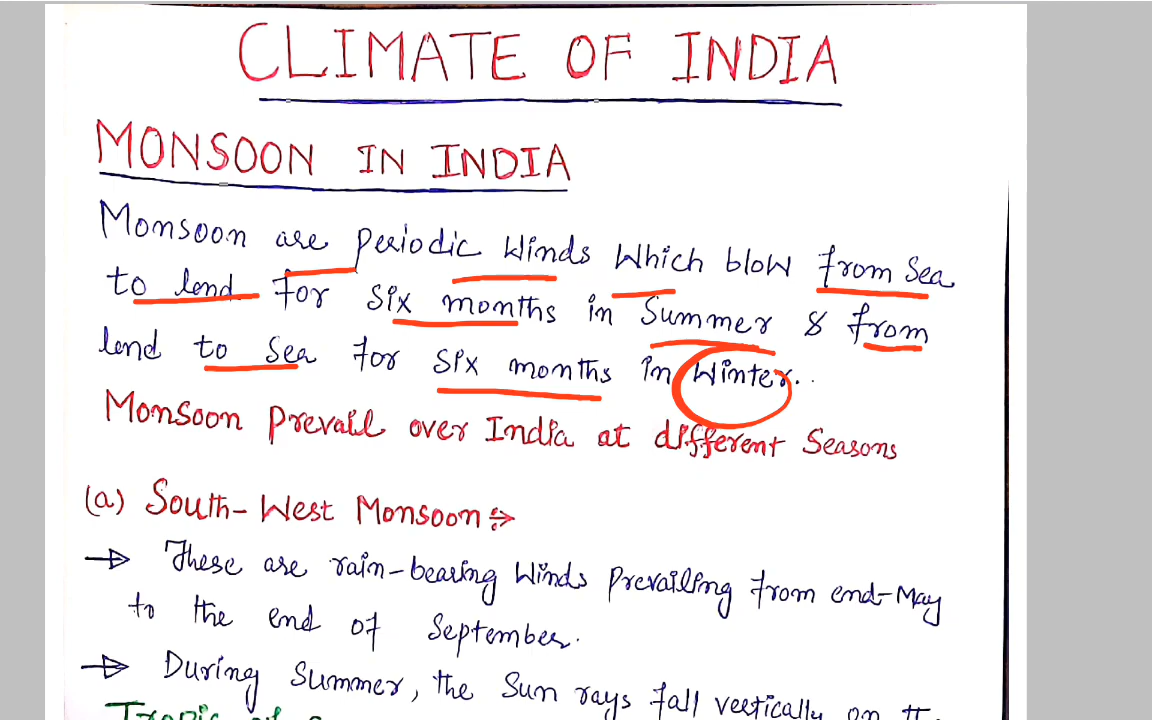 CLIMATE OF INDIA
MONSOON IN INDIA
Monsoon are periodic Winds Which blow from Sea
to lend for six months in Summer & from
lend to Sea for six months in Winter..
Monsoon Prevail over India at different Seasons
(a) South-West Monsoon:→
→ These are rain-bearing Winds Prevailing from end-May
to the end of September.
→ During Summer, the Sun rays fall vertically on
Tropic of